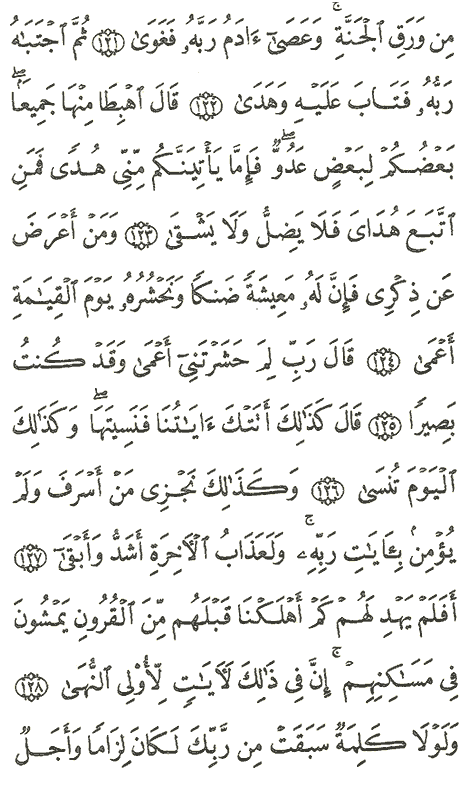 مِن وَرَقِ ٱلْجَنَّةِ ۚ وَعَصَىٰٓ ءَادَمُ رَبَّهُۥ فَغَوَىٰ ١٢١ ثُمَّ ٱجْتَبَٰهُ
رَبُّهُۥ فَتَابَ عَلَيْهِ وَهَدَىٰ ١٢٢ قَالَ ٱهْبِطَا مِنْهَا جَمِيعًۢا ۖ
بَعْضُكُمْ لِبَعْضٍ عَدُوٌّ ۖ فَإِمَّا يَأْتِيَنَّكُم مِّنِّى هُدًى فَمَنِ
ٱتَّبَعَ هُدَاىَ فَلَا يَضِلُّ وَلَا يَشْقَىٰ ١٢٣ وَمَنْ أَعْرَضَ
عَن ذِكْرِى فَإِنَّ لَهُۥ مَعِيشَةً ضَنكًا وَنَحْشُرُهُۥ يَوْمَ ٱلْقِيَٰمَةِ
أَعْمَىٰ ١٢٤ قَالَ رَبِّ لِمَ حَشَرْتَنِىٓ أَعْمَىٰ وَقَدْ كُنتُ
بَصِيرًا ١٢٥ قَالَ كَذَٰلِكَ أَتَتْكَ ءَايَٰتُنَا فَنَسِيتَهَا ۖ وَكَذَٰلِكَ
ٱلْيَوْمَ تُنسَىٰ ١٢٦ وَكَذَٰلِكَ نَجْزِى مَنْ أَسْرَفَ وَلَمْ
يُؤْمِنۢ بِـَٔايَٰتِ رَبِّهِۦ ۚ وَلَعَذَابُ ٱلْءَاخِرَةِ أَشَدُّ وَأَبْقَىٰٓ ١٢٧
أَفَلَمْ يَهْدِ لَهُمْ كَمْ أَهْلَكْنَا قَبْلَهُم مِّنَ ٱلْقُرُونِ يَمْشُونَ
فِى مَسَٰكِنِهِمْ ۗ إِنَّ فِى ذَٰلِكَ لَءَايَٰتٍ لِّأُو۟لِى ٱلنُّهَىٰ ١٢٨
وَلَوْلَا كَلِمَةٌ سَبَقَتْ مِن رَّبِّكَ لَكَانَ لِزَامًا وَأَجَلٌ